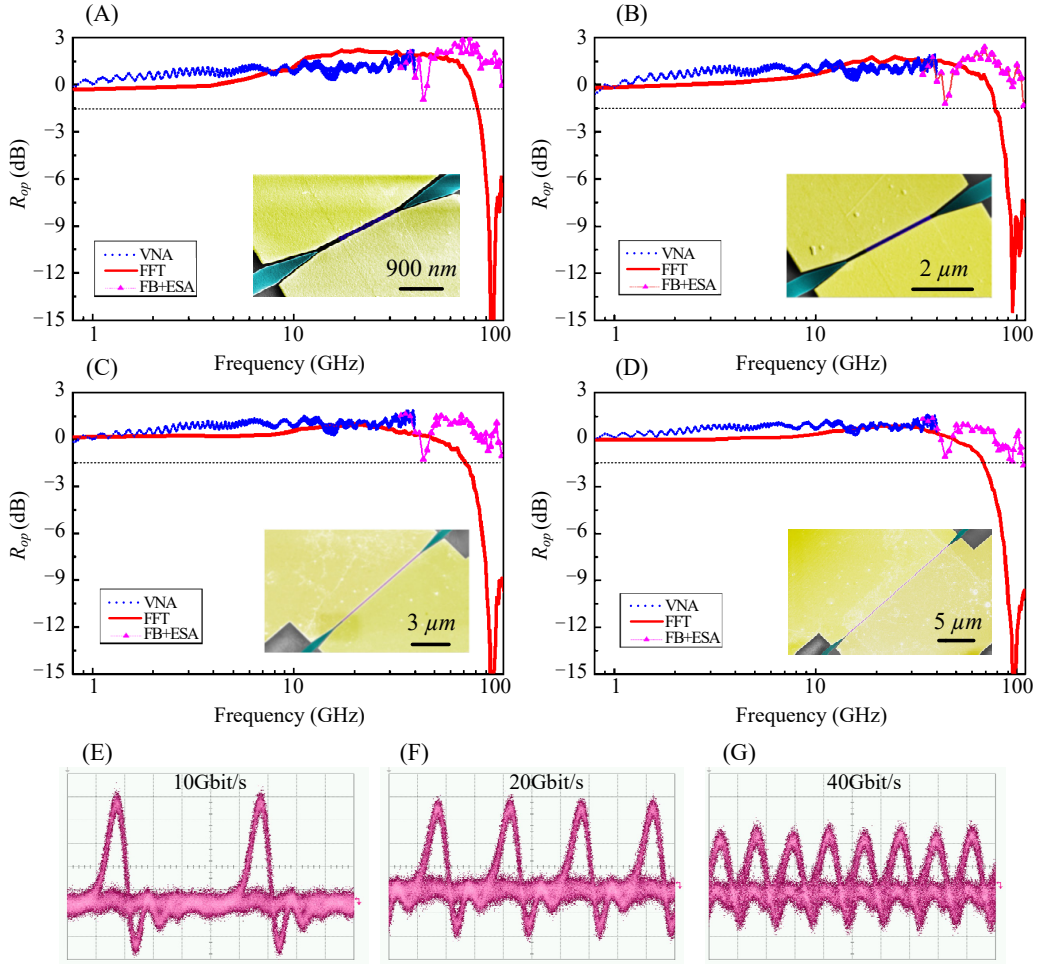 (A)
3
0
−3
−6
−9
−12
−15
R_op (dB)
VNA
FFT
FB+ESA
900 nm
1
10
100
Frequency (GHz)
(B)
3
0
−3
−6
−9
−12
−15
R_op (dB)
VNA
FFT
FB+ESA
2 µm
1
10
100
Frequency (GHz)
(C)
3
0
−3
−6
−9
−12
−15
R_op (dB)
VNA
FFT
FB+ESA
3 µm
1
10
100
Frequency (GHz)
(D)
3
0
−3
−6
−9
−12
−15
R_op (dB)
VNA
FFT
FB+ESA
5 µm
1
10
100
Frequency (GHz)
(E)
10Gbit/s
(F)
20Gbit/s
(G)
40Gbit/s